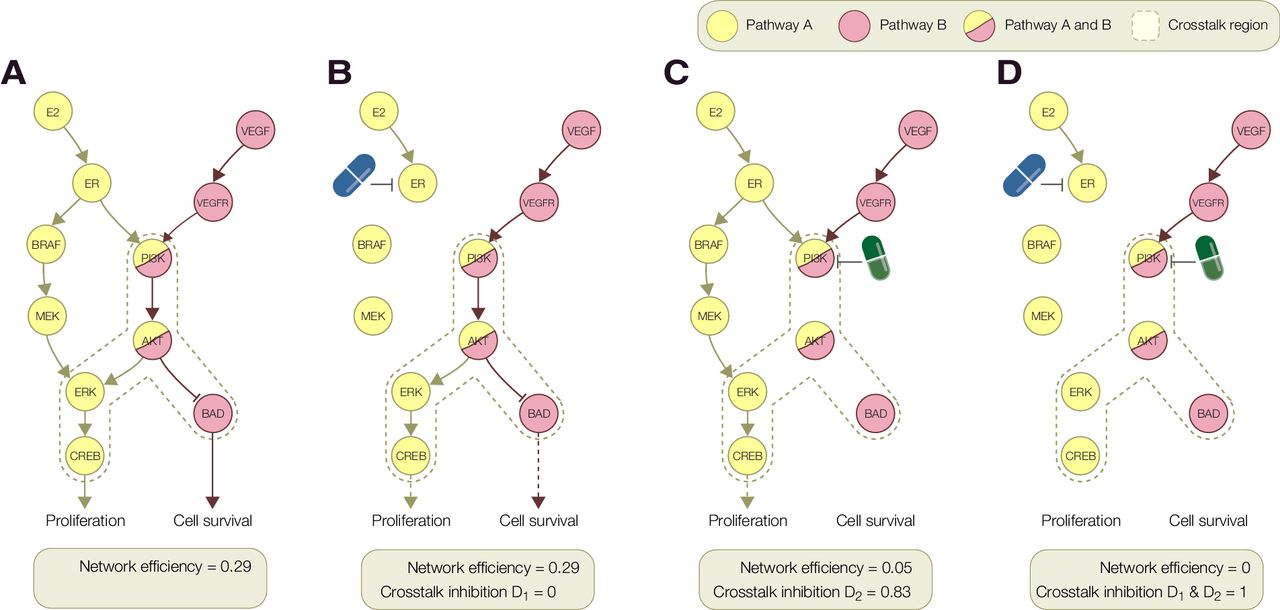 Pathway A
Pathway B
Pathway A and B
Crosstalk region
A
E2
VEGF
ER
VEGFR
BRAF
PI3K
MEK
AKT
ERK
BAD
CREB
Proliferation
Cell survival
Network efficiency = 0.29
B
E2
VEGF
ER
VEGFR
BRAF
PI3K
MEK
AKT
ERK
BAD
CREB
Proliferation
Cell survival
Network efficiency = 0.29
Crosstalk inhibition D₁ = 0
C
E2
VEGF
ER
VEGFR
BRAF
PI3K
MEK
AKT
ERK
BAD
CREB
Proliferation
Cell survival
Network efficiency = 0.05
Crosstalk inhibition D₂ = 0.83
D
E2
VEGF
ER
VEGFR
BRAF
PI3K
MEK
AKT
ERK
BAD
CREB
Proliferation
Cell survival
Network efficiency = 0
Crosstalk inhibition D₁ & D₂ = 1